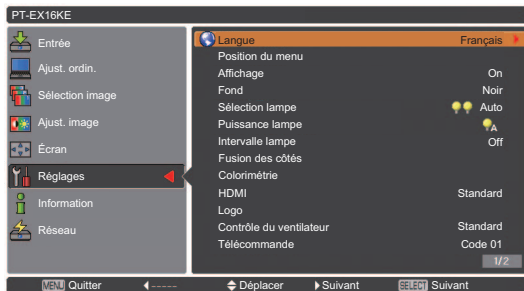 PT-EX16KE
Entrée
Ajust. ordin.
Sélection image
Ajust. image
Écran
Réglages
Information
Réseau
Langue Français
Position du menu
Affichage On
Fond Noir
Sélection lampe Auto
Puissance lampe A
Intervalle lampe Off
Fusion des côtés
Colorimétrie
HDMI Standard
Logo
Contrôle du ventilateur Standard
Télécommande Code 01
1/2
MENU Quitter ----- Déplacer Suivant SELECT Suivant